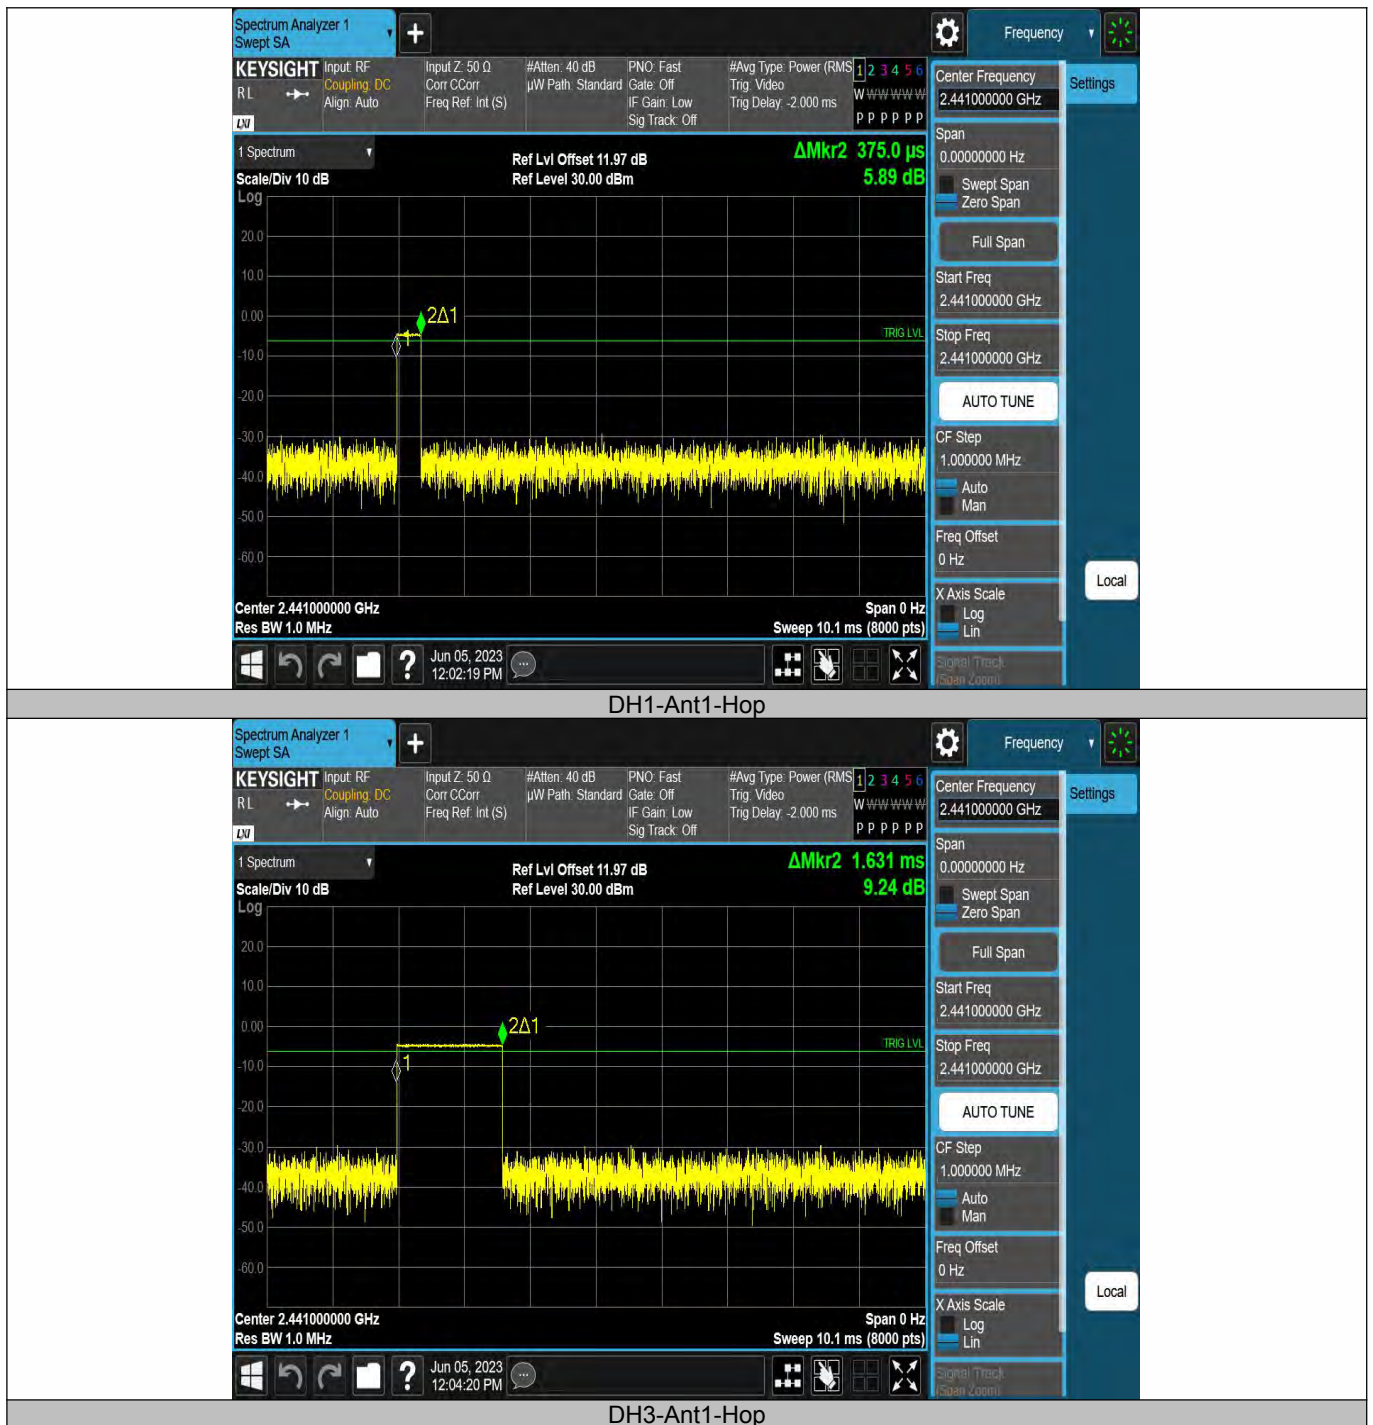 Spectrum Analyzer 1
Swept SA
+
Frequency
KEYSIGHT
RL
LXI
Input: RF
Coupling: DC
Align: Auto
Input Z: 50 Ω
Corr CCorr
Freq Ref: Int (S)
#Atten: 40 dB
µW Path: Standard
PNO: Fast
Gate: Off
IF Gain: Low
Sig Track: Off
#Avg Type: Power (RMS
Trig: Video
Trig Delay: -2.000 ms
1 2 3 4 5 6
W W W W W W
P P P P P P
1 Spectrum
Scale/Div 10 dB
Log
Ref Lvl Offset 11.97 dB
Ref Level 30.00 dBm
ΔMkr2 375.0 µs
5.89 dB
20.0
10.0
0.00
-10.0
-20.0
-30.0
-40.0
-50.0
-60.0
2Δ1
1
TRIG LVL
Center 2.441000000 GHz
Res BW 1.0 MHz
Span 0 Hz
Sweep 10.1 ms (8000 pts)
Jun 05, 2023
12:02:19 PM
Center Frequency
2.441000000 GHz
Settings
Span
0.00000000 Hz
Swept Span
Zero Span
Full Span
Start Freq
2.441000000 GHz
Stop Freq
2.441000000 GHz
AUTO TUNE
CF Step
1.000000 MHz
Auto
Man
Freq Offset
0 Hz
X Axis Scale
Log
Lin
Signal Track
(Span Zoom)
Local
DH1-Ant1-Hop
Spectrum Analyzer 1
Swept SA
+
Frequency
KEYSIGHT
RL
LXI
Input: RF
Coupling: DC
Align: Auto
Input Z: 50 Ω
Corr CCorr
Freq Ref: Int (S)
#Atten: 40 dB
µW Path: Standard
PNO: Fast
Gate: Off
IF Gain: Low
Sig Track: Off
#Avg Type: Power (RMS
Trig: Video
Trig Delay: -2.000 ms
1 2 3 4 5 6
W W W W W W
P P P P P P
1 Spectrum
Scale/Div 10 dB
Log
Ref Lvl Offset 11.97 dB
Ref Level 30.00 dBm
ΔMkr2 1.631 ms
9.24 dB
20.0
10.0
0.00
-10.0
-20.0
-30.0
-40.0
-50.0
-60.0
2Δ1
1
TRIG LVL
Center 2.441000000 GHz
Res BW 1.0 MHz
Span 0 Hz
Sweep 10.1 ms (8000 pts)
Jun 05, 2023
12:04:20 PM
Center Frequency
2.441000000 GHz
Settings
Span
0.00000000 Hz
Swept Span
Zero Span
Full Span
Start Freq
2.441000000 GHz
Stop Freq
2.441000000 GHz
AUTO TUNE
CF Step
1.000000 MHz
Auto
Man
Freq Offset
0 Hz
X Axis Scale
Log
Lin
Signal Track
(Span Zoom)
Local
DH3-Ant1-Hop